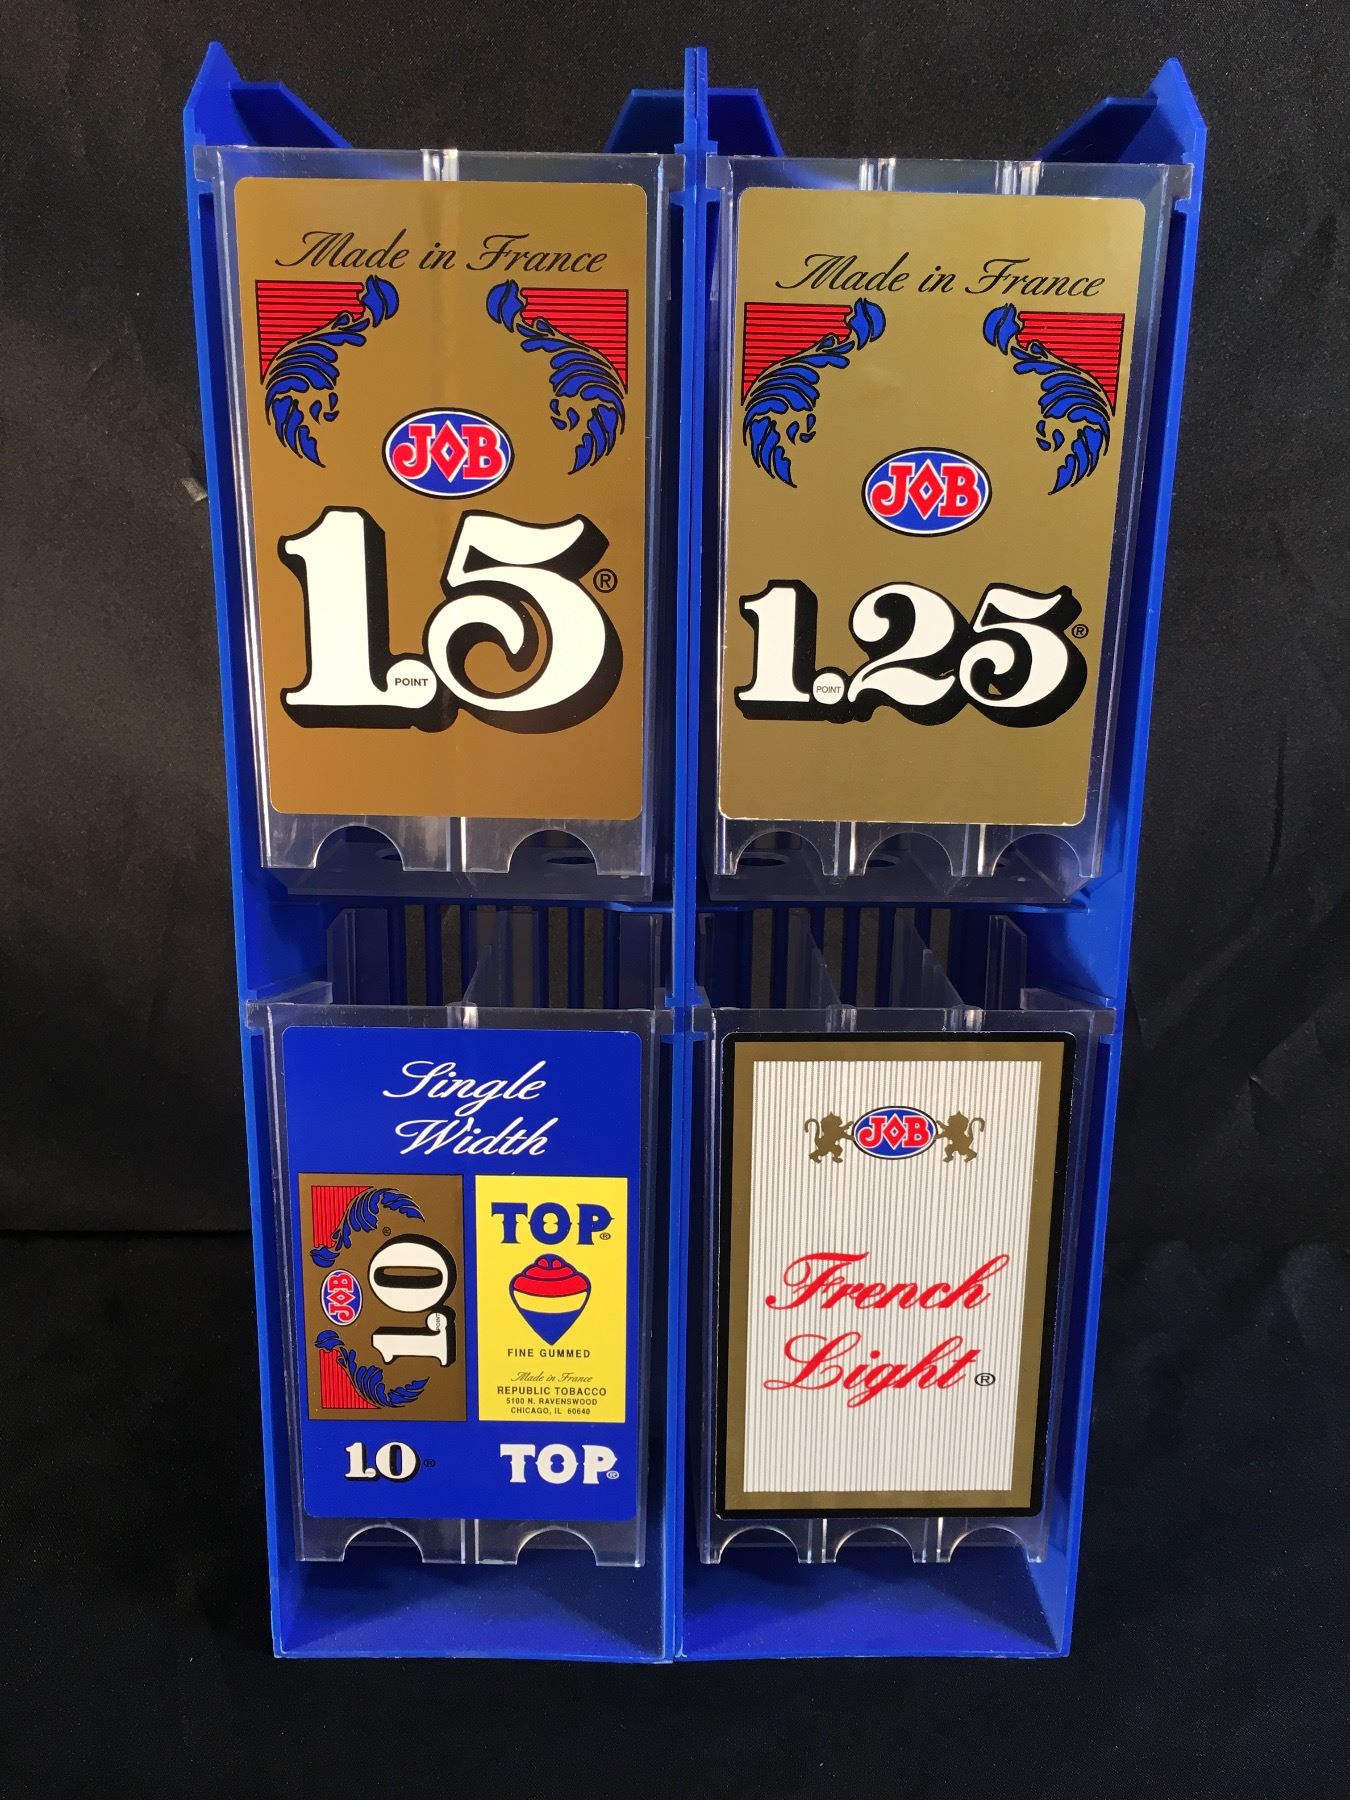 Made in France
JOB
1.5®
POINT
Made in France
JOB
1.25®
POINT
Single
Width
JOB
1.0®
POINT
1.0®
TOP®
FINE GUMMED
Made in France
REPUBLIC TOBACCO
5100 N. RAVENSWOOD
CHICAGO, IL 60640
TOP®
JOB
French
Light®